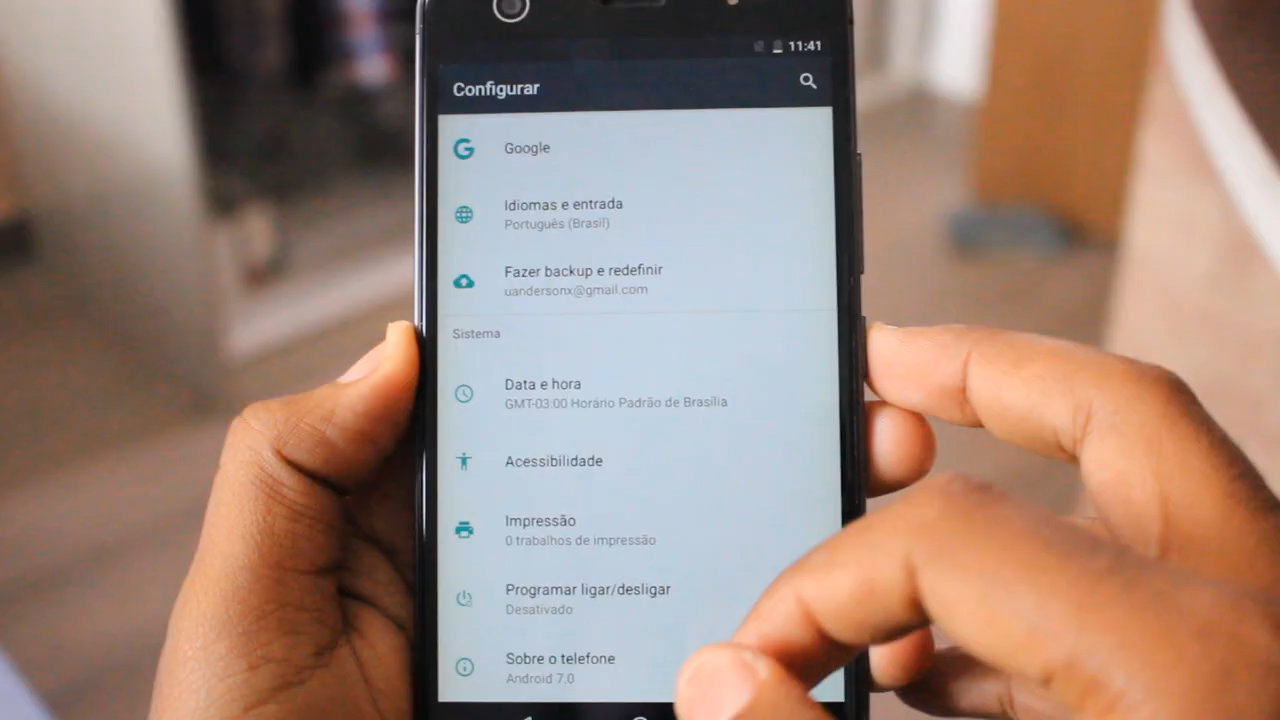 11:41
Configurar
Google
Idiomas e entrada
Português (Brasil)
Fazer backup e redefinir
uandersonx@gmail.com
Sistema
Data e hora
GMT-03:00 Horário Padrão de Brasília
Acessibilidade
Impressão
0 trabalhos de impressão
Programar ligar/desligar
Desativado
Sobre o telefone
Android 7.0